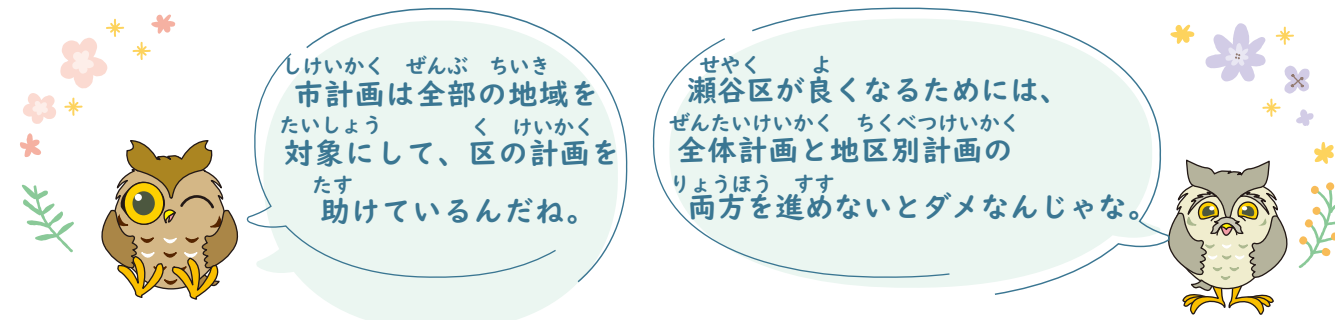 しけいかく ぜんぶ ちいき
市計画は全部の地域を
たいしょう く けいかく
対象にして、区の計画を
たす
助けているんだね。
せやく よ
瀬谷区が良くなるためには、
ぜんたいけいかく ちくべつけいかく
全体計画と地区別計画の
りょうほう すす
両方を進めないとダメなんじゃな。